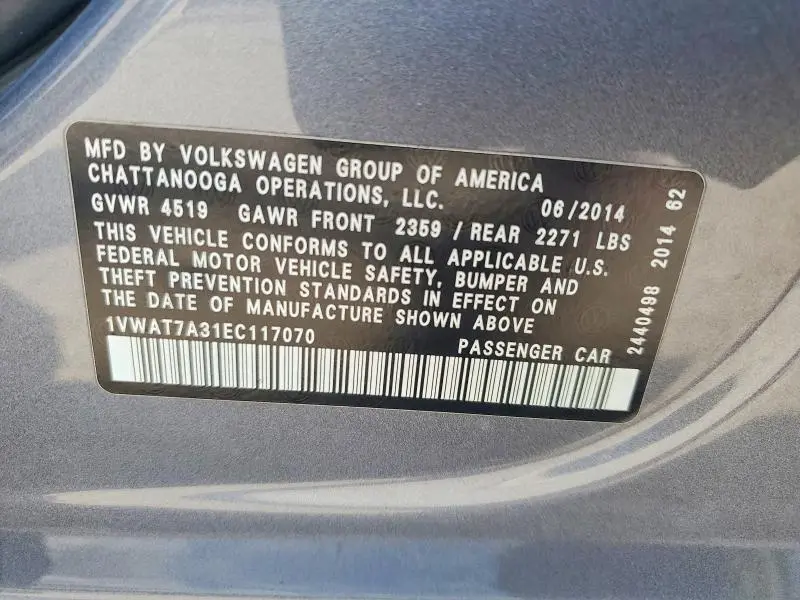 MFD BY VOLKSWAGEN GROUP OF AMERICA
CHATTANOOGA OPERATIONS, LLC. 06/2014
GVWR 4519 GAWR FRONT 2359 / REAR 2271 LBS
THIS VEHICLE CONFORMS TO ALL APPLICABLE U.S.
FEDERAL MOTOR VEHICLE SAFETY, BUMPER AND
THEFT PREVENTION STANDARDS IN EFFECT ON
THE DATE OF MANUFACTURE SHOWN ABOVE
1VWAT7A31EC117070 PASSENGER CAR
2440498 2014 62